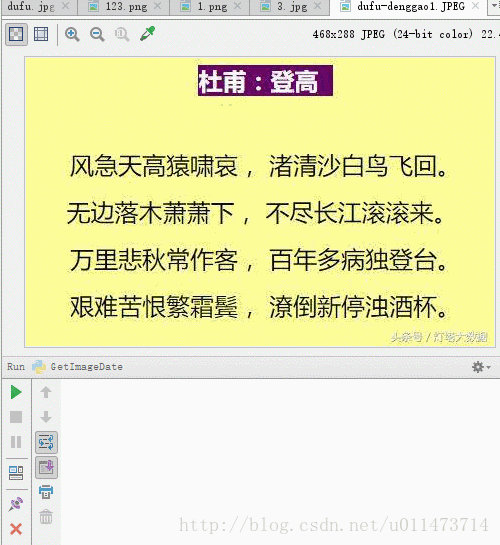 dufu.jpg 123.png 1.png 3.jpg dufu-denggao1.JPEG
468x288 JPEG (24-bit color) 22.4
杜甫：登高
风急天高猿啸哀，渚清沙白鸟飞回。
无边落木萧萧下，不尽长江滚滚来。
万里悲秋常作客，百年多病独登台。
艰难苦恨繁霜鬓，潦倒新停浊酒杯。
头条号 / 灯塔大数据
Run GetImageDate
http://blog.csdn.net/u011473714